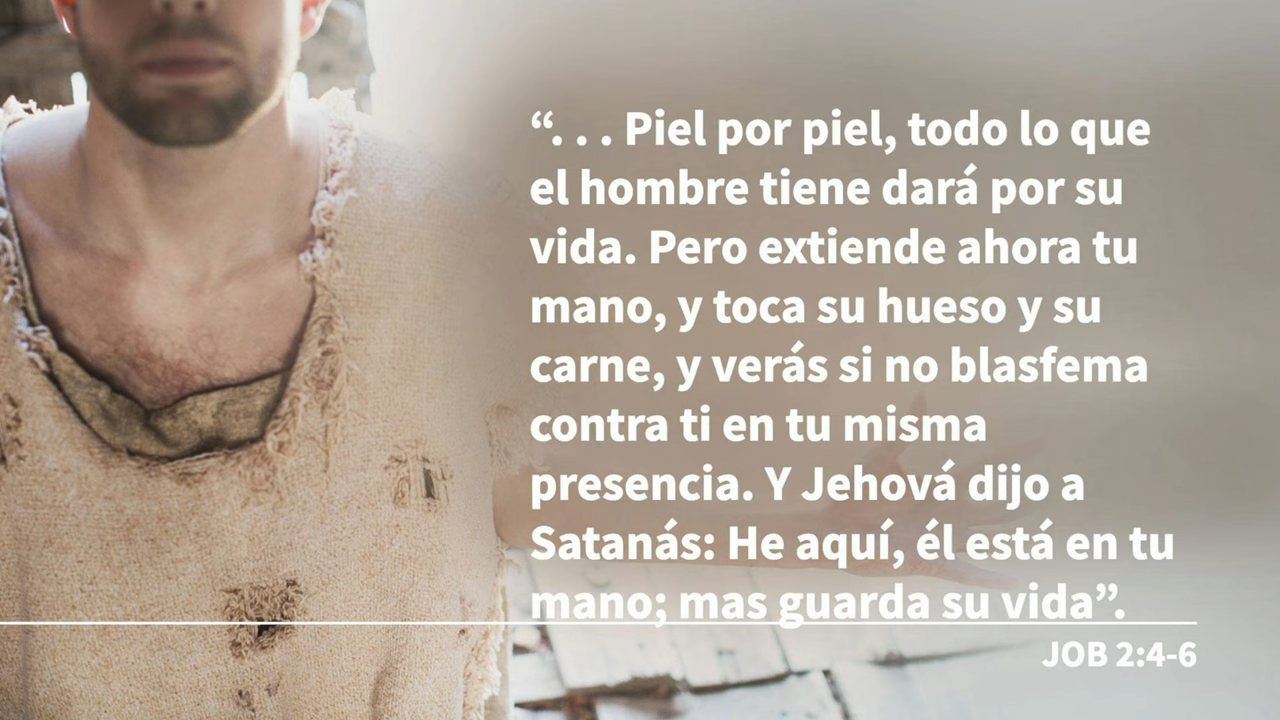 “. . . Piel por piel, todo lo que
el hombre tiene dará por su
vida. Pero extiende ahora tu
mano, y toca su hueso y su
carne, y verás si no blasfema
contra ti en tu misma
presencia. Y Jehová dijo a
Satanás: He aquí, él está en tu
mano; mas guarda su vida”.
JOB 2:4-6